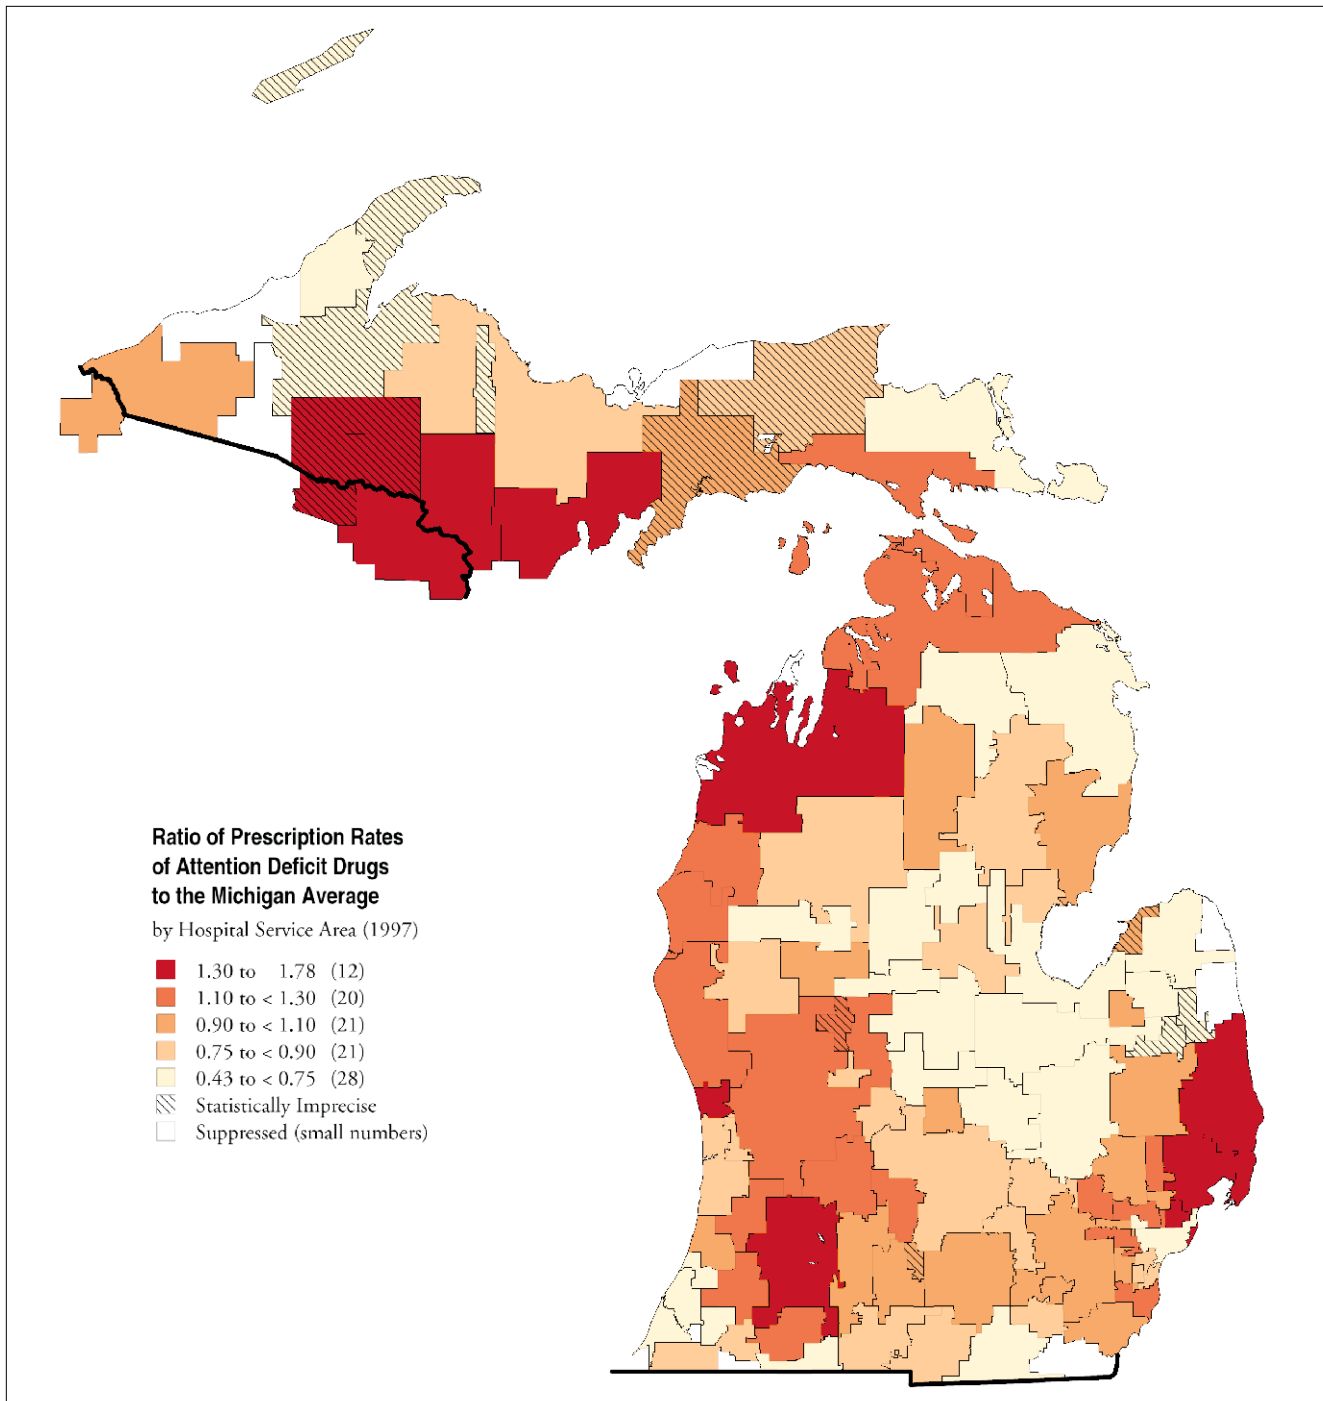 Ratio of Prescription Rates
of Attention Deficit Drugs
to the Michigan Average
by Hospital Service Area (1997)
1.30 to 1.78 (12)
1.10 to < 1.30 (20)
0.90 to < 1.10 (21)
0.75 to < 0.90 (21)
0.43 to < 0.75 (28)
Statistically Imprecise
Suppressed (small numbers)